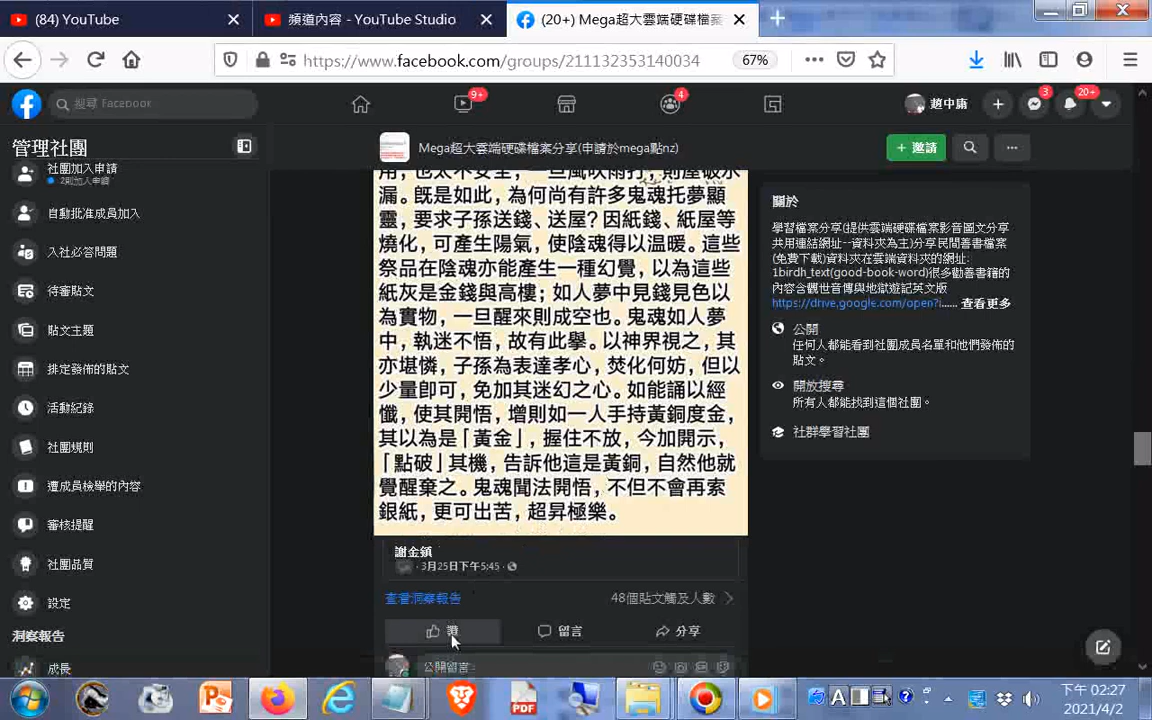 (84) YouTube
頻道內容 - YouTube Studio
(20+) Mega超大雲端硬碟檔案
https://www.facebook.com/groups/211132353140034
67%
搜尋 Facebook
9+
4
趙中庸
3
20+
管理社團
社團加入申請
2則加入申請
自動批准成員加入
入社必答問題
待審貼文
貼文主題
排定發佈的貼文
活動紀錄
社團規則
遭成員檢舉的內容
審核提醒
社團品質
設定
洞察報告
成長
Mega超大雲端硬碟檔案分享(申請於mega點nz)
邀請
用，也太不安全，一旦風吹雨打，則屋破水
漏。既是如此，為何尚有許多鬼魂托夢顯
靈，要求子孫送錢、送屋？因紙錢、紙屋等
燒化，可產生陽氣，使陰魂得以温暖。這些
祭品在陰魂亦能產生一種幻覺，以為這些
紙灰是金錢與高樓；如人夢中見錢見色以
為實物，一旦醒來則成空也。鬼魂如人夢
中，執迷不悟，故有此擧。以神界視之，其
亦堪憐，子孫為表達孝心，焚化何妨，但以
少量卽可，免加其迷幻之心。如能誦以經
懺，使其開悟，增則如一人手持黃銅度金，
其以為是「黃金」，握住不放，今加開示，
「點破」其機，告訴他這是黃銅，自然他就
覺醒棄之。鬼魂聞法開悟，不但不會再索
銀紙，更可出苦，超昇極樂。
謝金鎮
3月25日下午5:45
查看洞察報告
48個貼文觸及人數
讚
留言
分享
公開留言……
關於
學習檔案分享(提供雲端硬碟檔案影音圖文分享
共用連結網址--資料夾為主)分享民間善書檔案
(免費下載)資料夾在雲端資料夾的網址:
1birdh_text(good-book-word)很多勸善書籍的
內容含觀世音傳與地獄遊記英文版
https://drive.google.com/open?i...... 查看更多
公開
任何人都能看到社團成員名單和他們發佈的
貼文。
開放搜尋
所有人都能找到這個社團。
社群學習社團
PDF
A
下午 02:27
2021/4/2